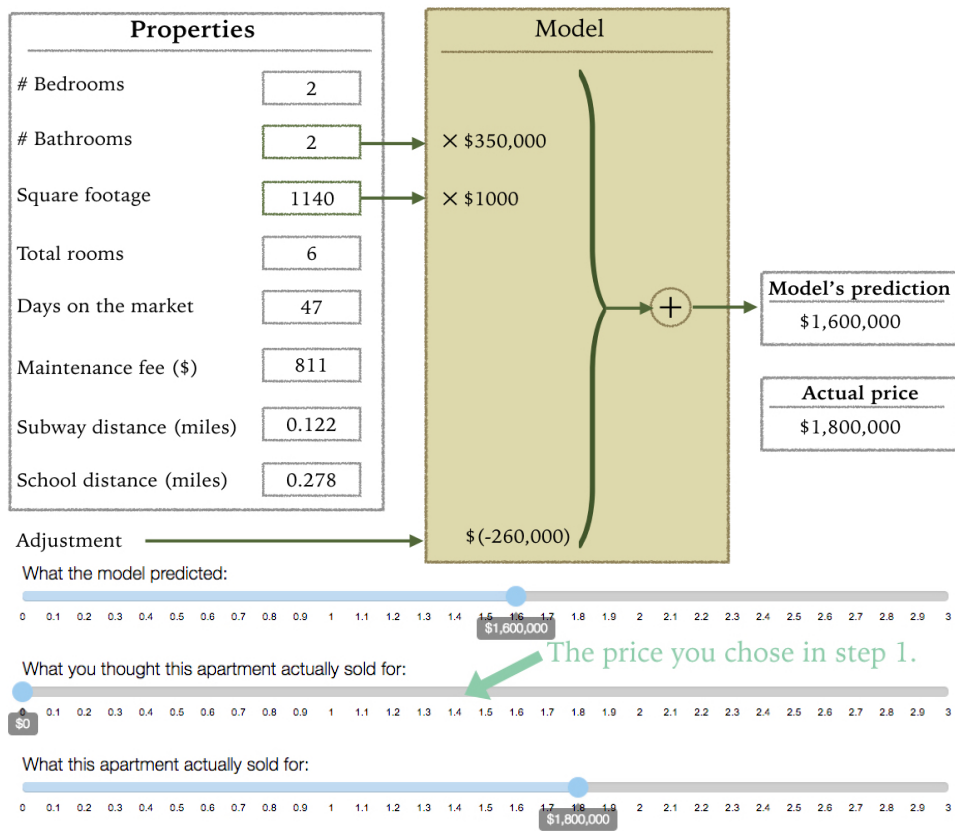 Properties
# Bedrooms 2
# Bathrooms 2
Square footage 1140
Total rooms 6
Days on the market 47
Maintenance fee ($) 811
Subway distance (miles) 0.122
School distance (miles) 0.278
Adjustment
Model
× $350,000
× $1000
$(-260,000)
+
Model's prediction
$1,600,000
Actual price
$1,800,000
What the model predicted:
0 0.1 0.2 0.3 0.4 0.5 0.6 0.7 0.8 0.9 1 1.1 1.2 1.3 1.4 1.5 1.6 1.7 1.8 1.9 2 2.1 2.2 2.3 2.4 2.5 2.6 2.7 2.8 2.9 3
$1,600,000
The price you chose in step 1.
What you thought this apartment actually sold for:
0 0.1 0.2 0.3 0.4 0.5 0.6 0.7 0.8 0.9 1 1.1 1.2 1.3 1.4 1.5 1.6 1.7 1.8 1.9 2 2.1 2.2 2.3 2.4 2.5 2.6 2.7 2.8 2.9 3
$0
What this apartment actually sold for:
0 0.1 0.2 0.3 0.4 0.5 0.6 0.7 0.8 0.9 1 1.1 1.2 1.3 1.4 1.5 1.6 1.7 1.8 1.9 2 2.1 2.2 2.3 2.4 2.5 2.6 2.7 2.8 2.9 3
$1,800,000